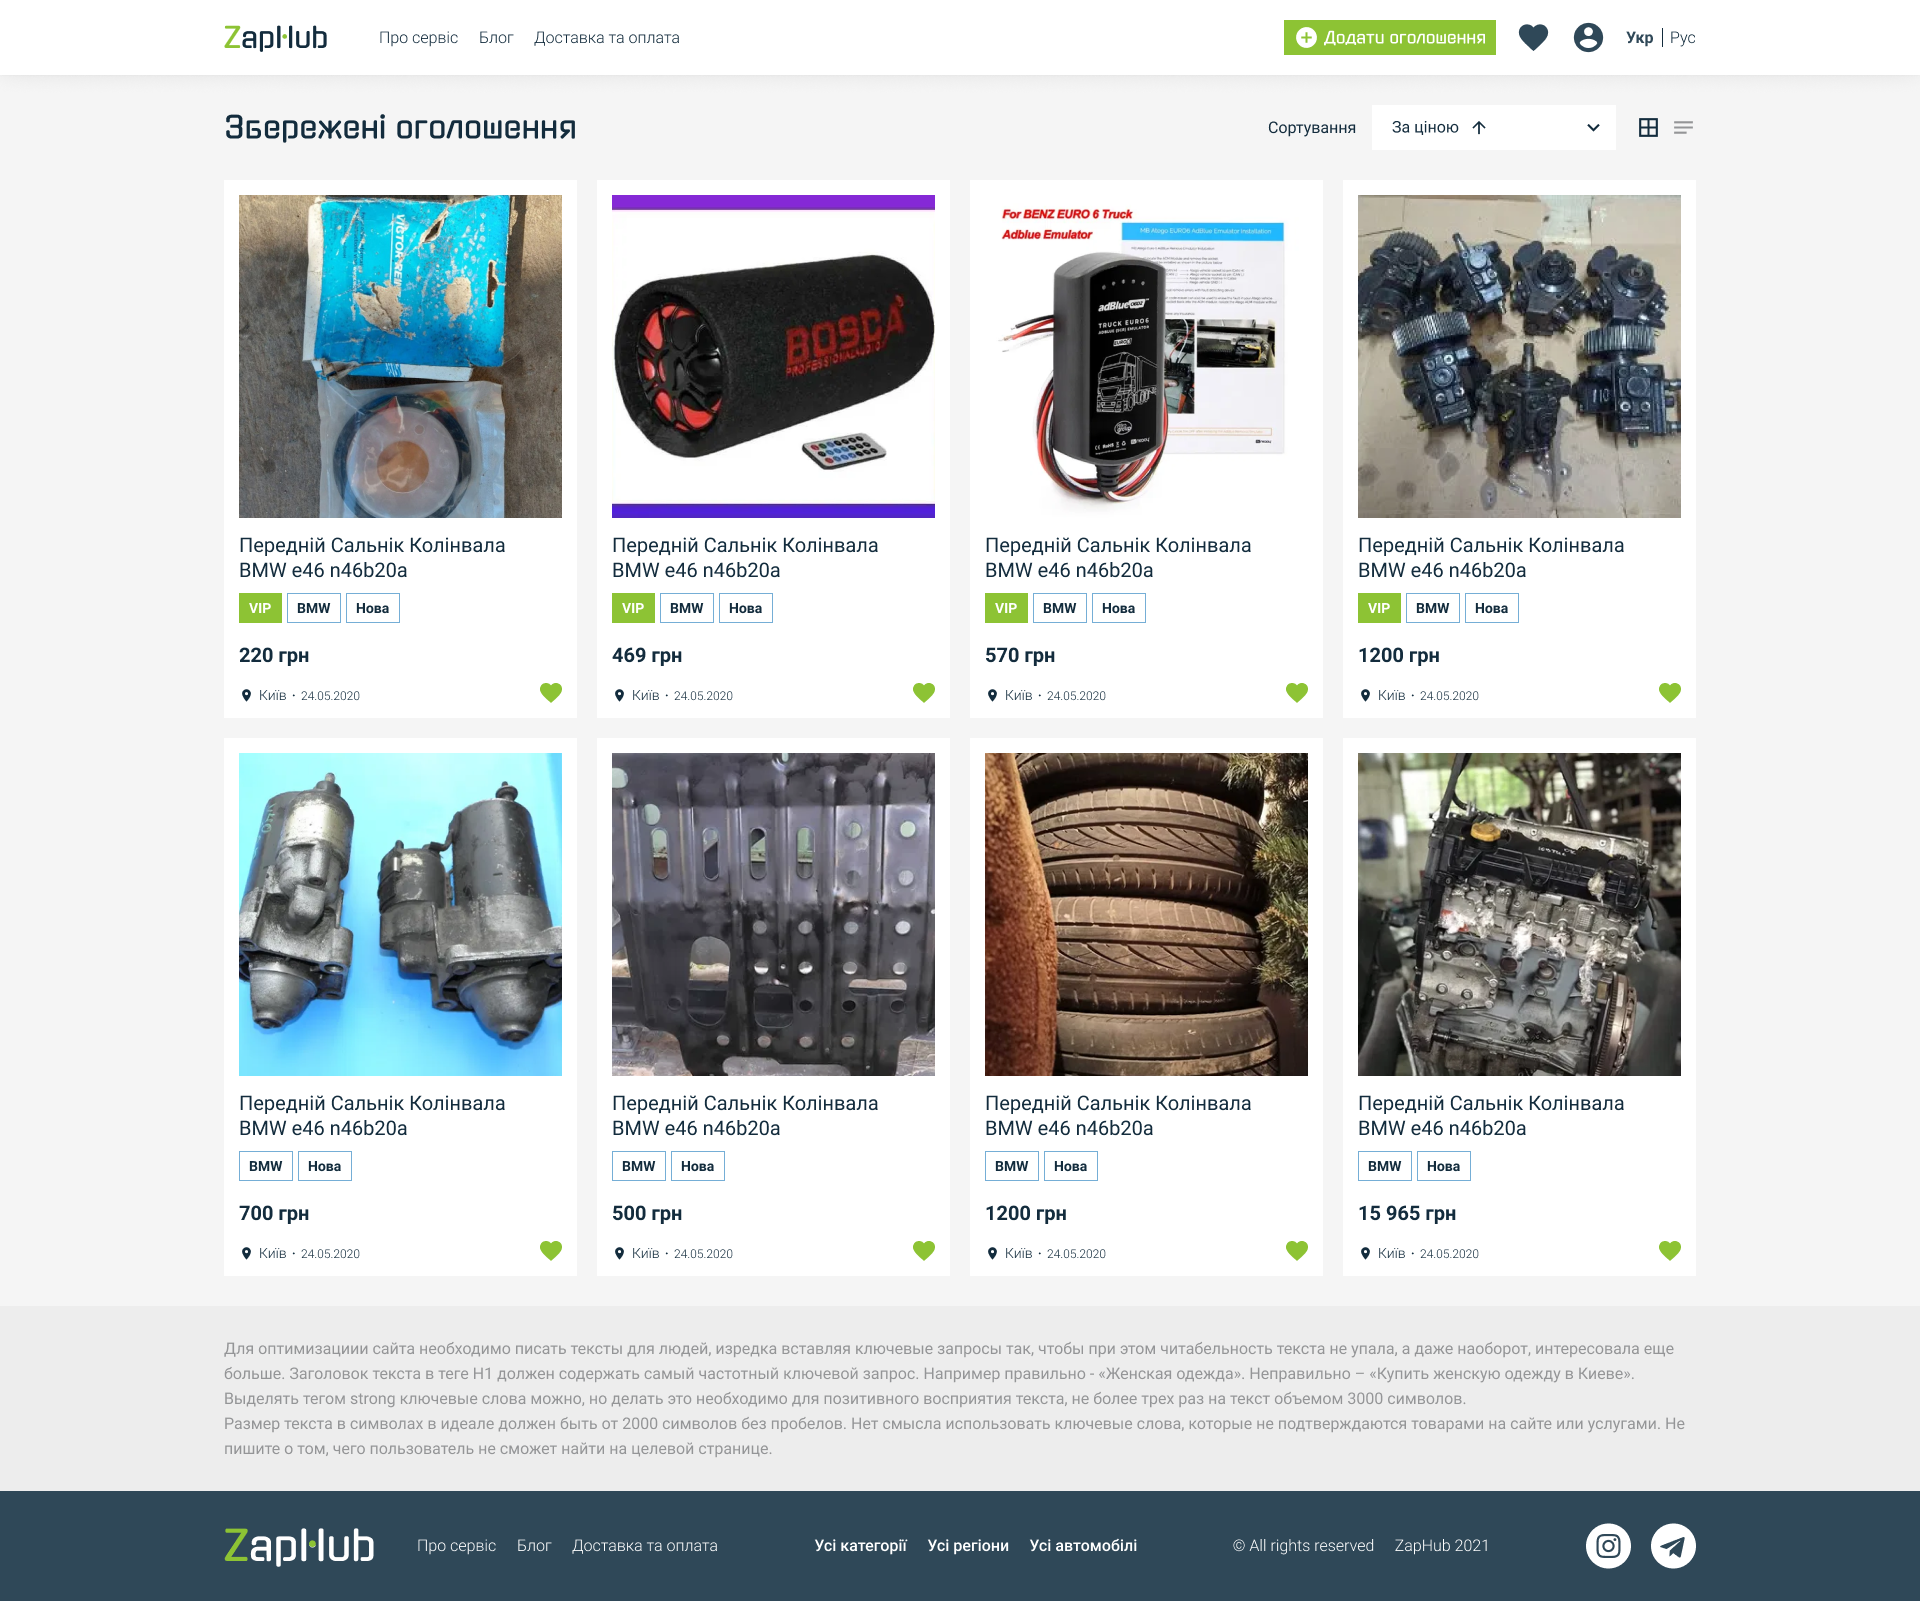 ZapHub
Про сервіс Блог Доставка та оплата
Додати оголошення
Укр | Рус
Збережені оголошення
Сортування За ціною
VICTOR REIN
BOSCA
PROFESSIONAL AUDIO
For BENZ EURO 6 Truck
Adblue Emulator
MB Atego EURO6 AdBlue Emulator Installation
adBlue
TRUCK EURO6
Передній Сальнік Колінвала
BMW e46 n46b20a
VIP BMW Нова
220 грн
Київ · 24.05.2020
Передній Сальнік Колінвала
BMW e46 n46b20a
VIP BMW Нова
469 грн
Київ · 24.05.2020
Передній Сальнік Колінвала
BMW e46 n46b20a
VIP BMW Нова
570 грн
Київ · 24.05.2020
Передній Сальнік Колінвала
BMW e46 n46b20a
VIP BMW Нова
1200 грн
Київ · 24.05.2020
Передній Сальнік Колінвала
BMW e46 n46b20a
BMW Нова
700 грн
Київ · 24.05.2020
Передній Сальнік Колінвала
BMW e46 n46b20a
BMW Нова
500 грн
Київ · 24.05.2020
Передній Сальнік Колінвала
BMW e46 n46b20a
BMW Нова
1200 грн
Київ · 24.05.2020
Передній Сальнік Колінвала
BMW e46 n46b20a
BMW Нова
15 965 грн
Київ · 24.05.2020
Для оптимизациии сайта необходимо писать тексты для людей, изредка вставляя ключевые запросы так, чтобы при этом читабельность текста не упала, а даже наоборот, интересовала еще
больше. Заголовок текста в теге H1 должен содержать самый частотный ключевой запрос. Например правильно - «Женская одежда». Неправильно – «Купить женскую одежду в Киеве».
Выделять тегом strong ключевые слова можно, но делать это необходимо для позитивного восприятия текста, не более трех раз на текст объемом 3000 символов.
Размер текста в символах в идеале должен быть от 2000 символов без пробелов. Нет смысла использовать ключевые слова, которые не подтверждаются товарами на сайте или услугами. Не
пишите о том, чего пользователь не сможет найти на целевой странице.
ZapHub
Про сервіс Блог Доставка та оплата
Усі категорії Усі регіони Усі автомобілі
© All rights reserved ZapHub 2021